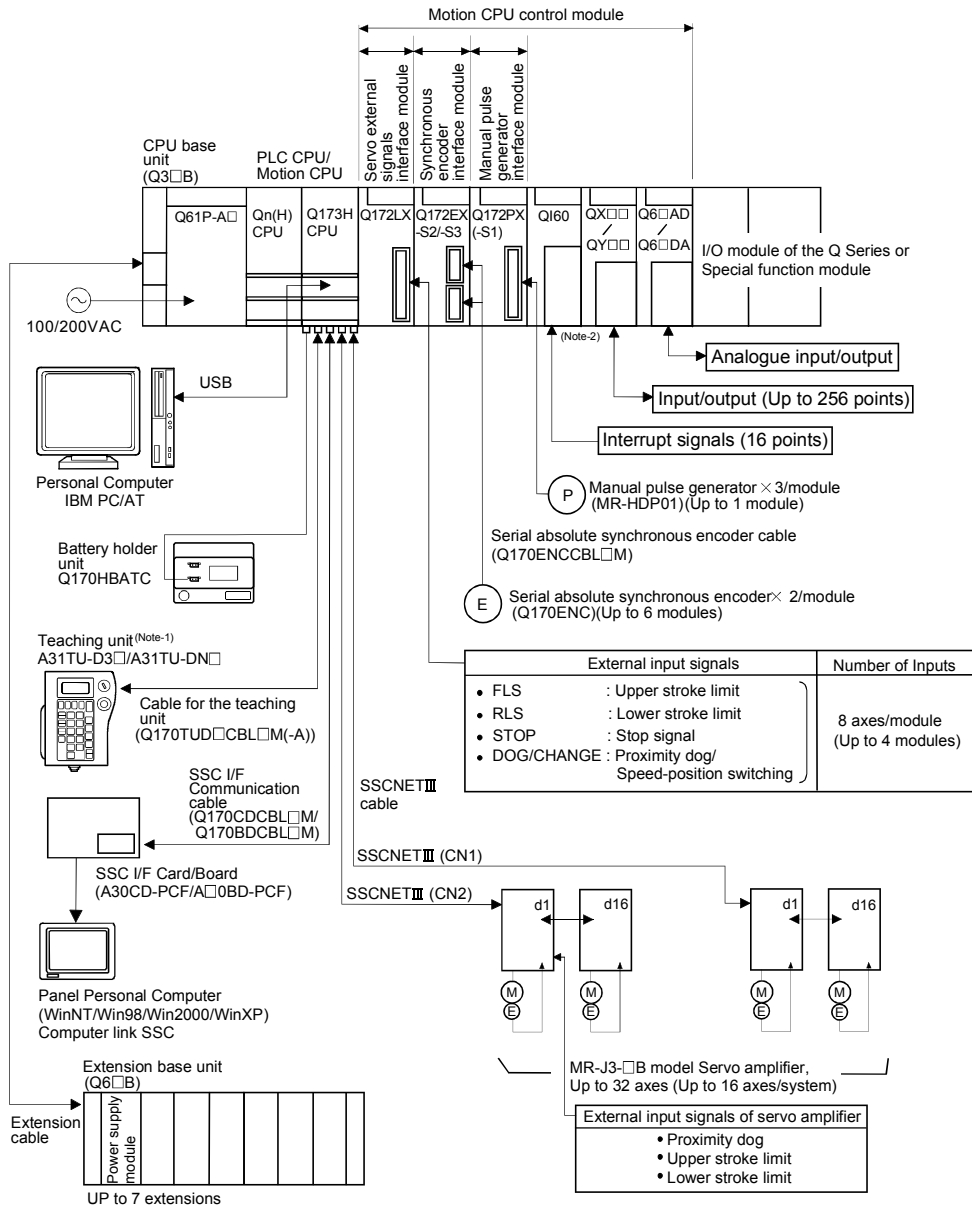 Motion CPU control module
Servo external
signals
interface module
Synchronous
encoder
interface module
Manual pulse
generator
interface module
CPU base
unit
(Q3□B)
PLC CPU/
Motion CPU
Q61P-A□
Qn(H)
CPU
Q173H
CPU
Q172LX
Q172EX
-S2/-S3
Q172PX
(-S1)
QI60
QX□□
/
QY□□
Q6□AD
/
Q6□DA
I/O module of the Q Series or
Special function module
100/200VAC
(Note-2)
Analogue input/output
USB
Input/output (Up to 256 points)
Interrupt signals (16 points)
Personal Computer
IBM PC/AT
P
Manual pulse generator × 3/module
(MR-HDP01)(Up to 1 module)
Serial absolute synchronous encoder cable
(Q170ENCCBL□M)
Battery holder
unit
Q170HBATC
E
Serial absolute synchronous encoder× 2/module
(Q170ENC)(Up to 6 modules)
Teaching unit(Note-1)
A31TU-D3□/A31TU-DN□
Cable for the teaching
unit
(Q170TUD□CBL□M(-A))
External input signals
Number of Inputs
• FLS : Upper stroke limit
• RLS : Lower stroke limit
• STOP : Stop signal
• DOG/CHANGE : Proximity dog/
Speed-position switching
8 axes/module
(Up to 4 modules)
SSC I/F
Communication
cable
(Q170CDCBL□M/
Q170BDCBL□M)
SSCNETⅢ
cable
SSCNETⅢ (CN1)
SSC I/F Card/Board
(A30CD-PCF/A□0BD-PCF)
SSCNETⅢ (CN2)
d1
d16
d1
d16
M
E
M
E
M
E
M
E
Panel Personal Computer
(WinNT/Win98/Win2000/WinXP)
Computer link SSC
MR-J3-□B model Servo amplifier,
Up to 32 axes (Up to 16 axes/system)
Extension base unit
(Q6□B)
Extension
cable
Power supply
module
UP to 7 extensions
External input signals of servo amplifier
• Proximity dog
• Upper stroke limit
• Lower stroke limit